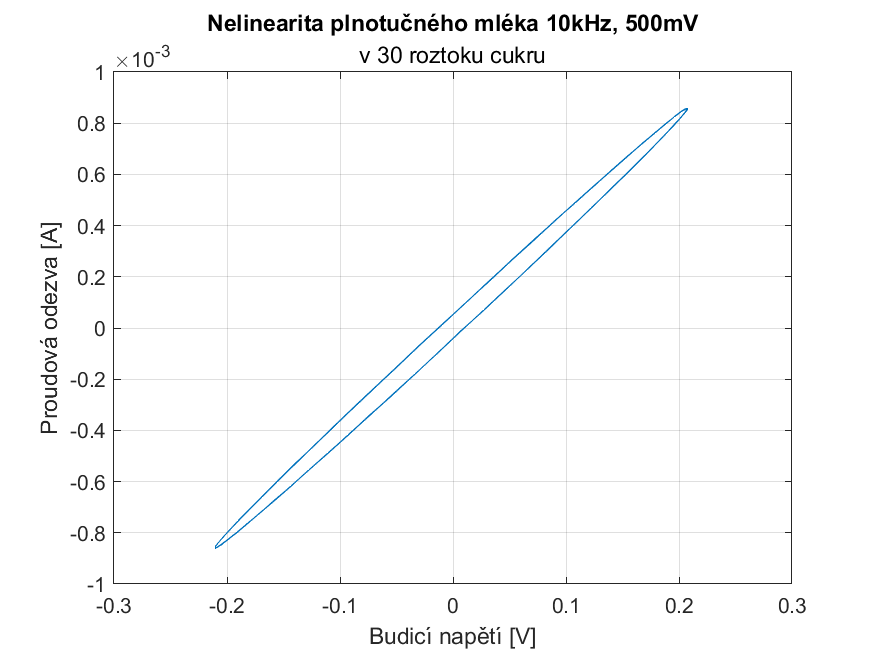 Nelinearita plnotučného mléka 10kHz, 500mV
v 30 roztoku cukru
×10-3
1
0.8
0.6
0.4
0.2
0
-0.2
-0.4
-0.6
-0.8
-1
-0.3 -0.2 -0.1 0 0.1 0.2 0.3
Proudová odezva [A]
Budicí napětí [V]